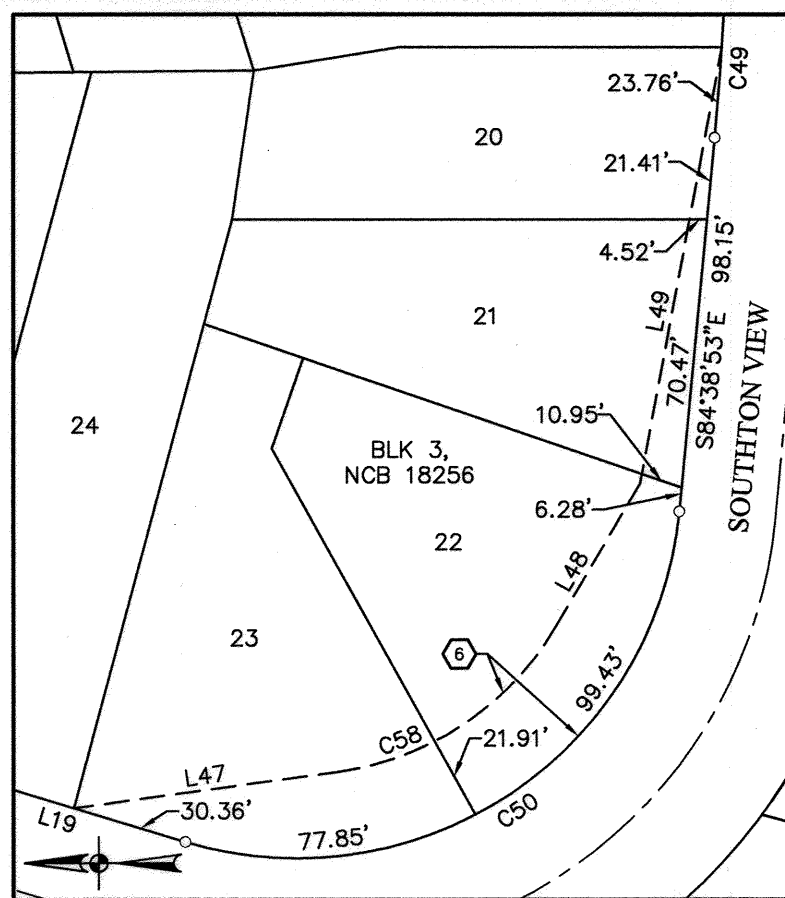 C49
23.76'
20
21.41'
4.52'
98.15'
21
L49
70.47'
S84°38'53"E
SOUTHTON VIEW
24
10.95'
BLK 3,
NCB 18256
6.28'
22
L48
23
6
99.43'
C58
21.91'
L47
C50
30.36'
L19
77.85'